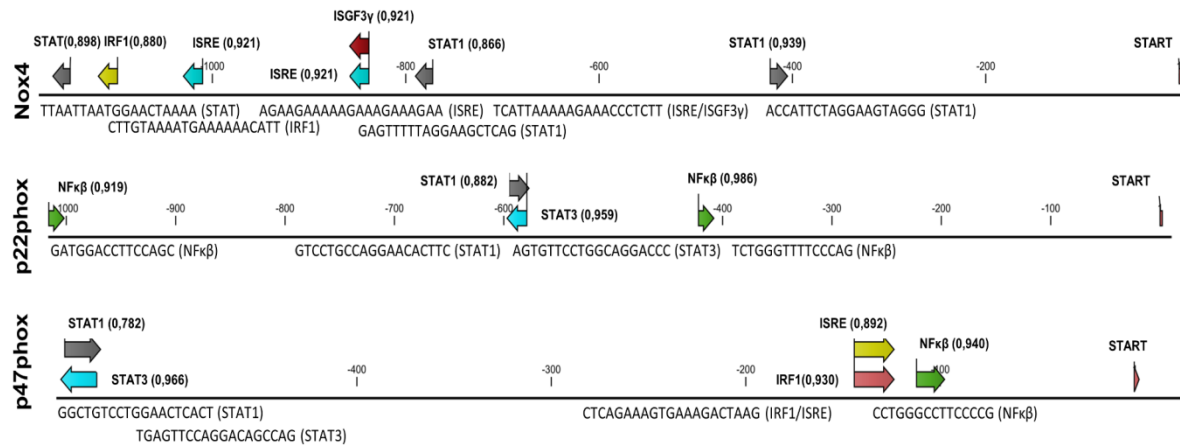 ISGF3γ (0,921)
STAT(0,898) IRF1(0,880) ISRE (0,921) STAT1 (0,866) STAT1 (0,939) START
ISRE (0,921)
-1000 -800 -600 -400 -200
Nox4
TTAATTAATGGAACTAAAA (STAT) AGAAGAAAAAGAAAGAAAGAA (ISRE) TCATTAAAAAGAAACCCTCTT (ISRE/ISGF3γ) ACCATTCTAGGAAGTAGGG (STAT1)
CTTGTAAAATGAAAAAACATT (IRF1) GAGTTTTTAGGAAGCTCAG (STAT1)
NFκβ (0,919) STAT1 (0,882) NFκβ (0,986) START
STAT3 (0,959)
-1000 -900 -800 -700 -600 -400 -300 -200 -100
p22phox
GATGGACCTTCCAGC (NFκβ) GTCCTGCCAGGAACACTTC (STAT1) AGTGTTCCTGGCAGGACCC (STAT3) TCTGGGTTTTCCCAG (NFκβ)
STAT1 (0,782) ISRE (0,892) NFκβ (0,940) START
STAT3 (0,966) IRF1(0,930)
-400 -300 -200 -100
p47phox
GGCTGTCCTGGAACTCACT (STAT1) CTCAGAAAGTGAAAGACTAAG (IRF1/ISRE) CCTGGGCCTTCCCCG (NFκβ)
TGAGTTCCAGGACAGCCAG (STAT3)